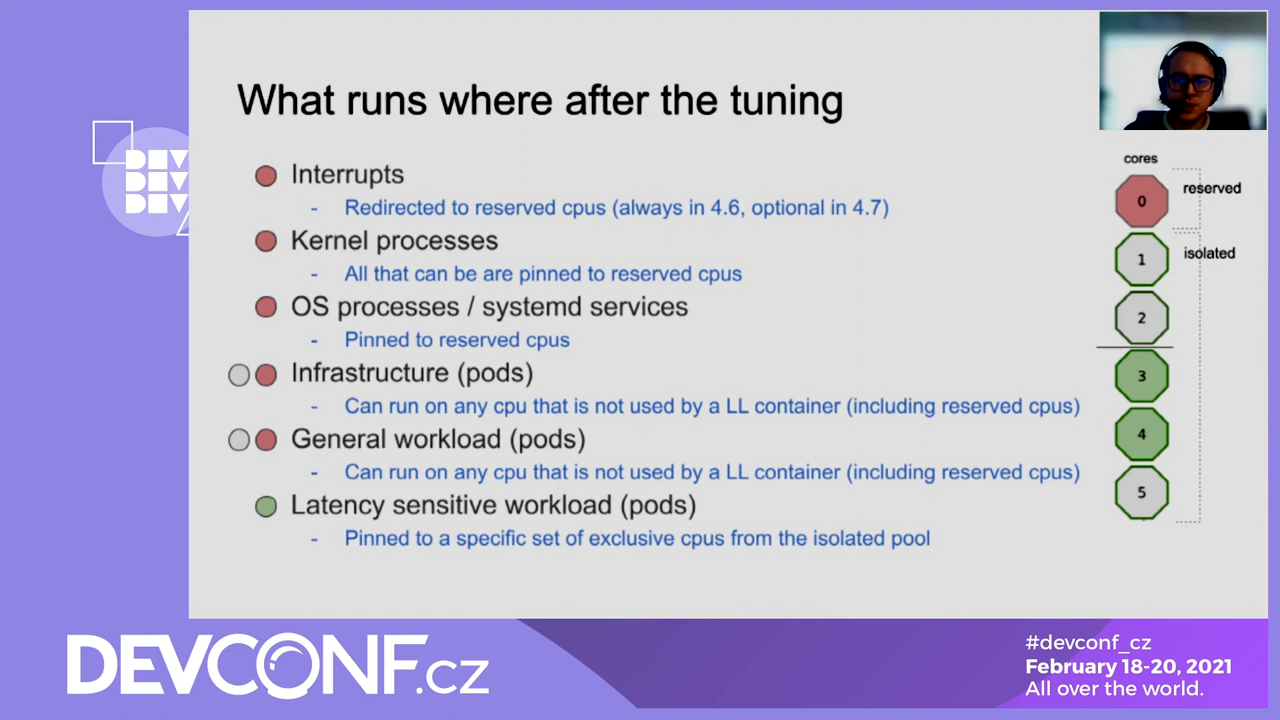 What runs where after the tuning
DEV
DEV
DEV
Interrupts
- Redirected to reserved cpus (always in 4.6, optional in 4.7)
Kernel processes
- All that can be are pinned to reserved cpus
OS processes / systemd services
- Pinned to reserved cpus
Infrastructure (pods)
- Can run on any cpu that is not used by a LL container (including reserved cpus)
General workload (pods)
- Can run on any cpu that is not used by a LL container (including reserved cpus)
Latency sensitive workload (pods)
- Pinned to a specific set of exclusive cpus from the isolated pool
cores
0
reserved
1
isolated
2
3
4
5
DEVCONF.cz
#devconf_cz
February 18-20, 2021
All over the world.